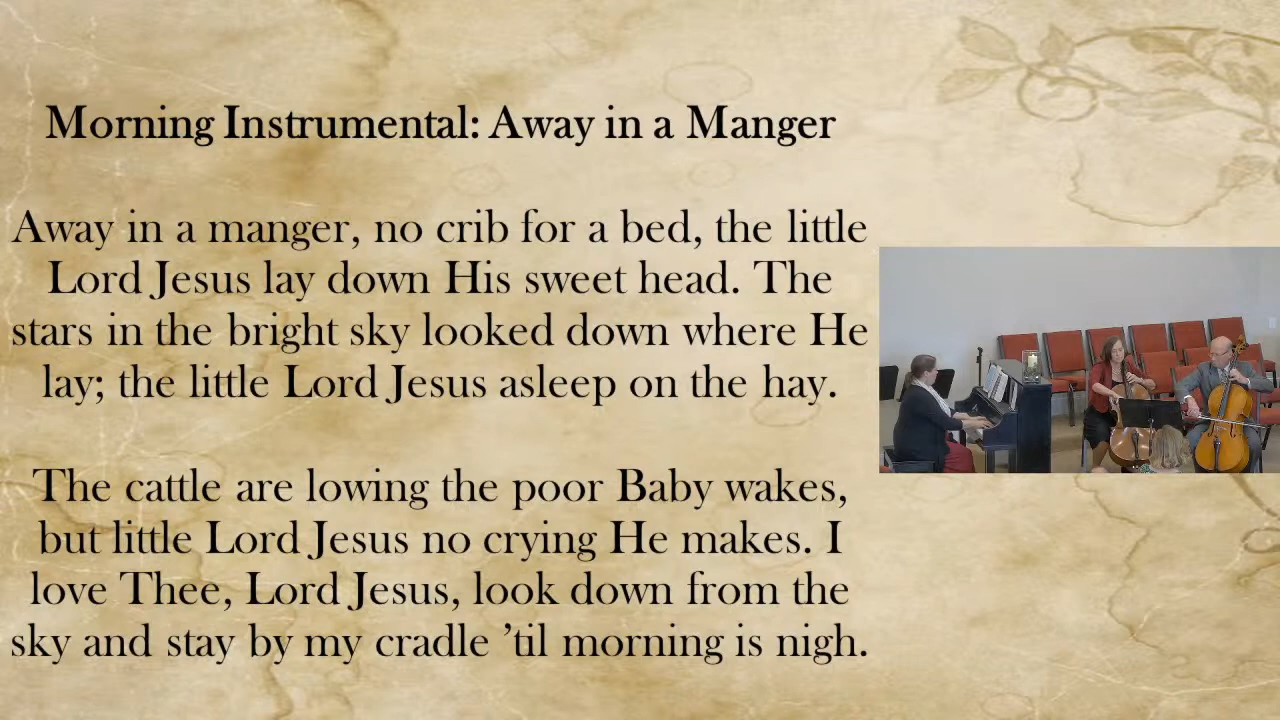 Morning Instrumental: Away in a Manger
Away in a manger, no crib for a bed, the little
Lord Jesus lay down His sweet head. The
stars in the bright sky looked down where He
lay; the little Lord Jesus asleep on the hay.
The cattle are lowing the poor Baby wakes,
but little Lord Jesus no crying He makes. I
love Thee, Lord Jesus, look down from the
sky and stay by my cradle ’til morning is nigh.